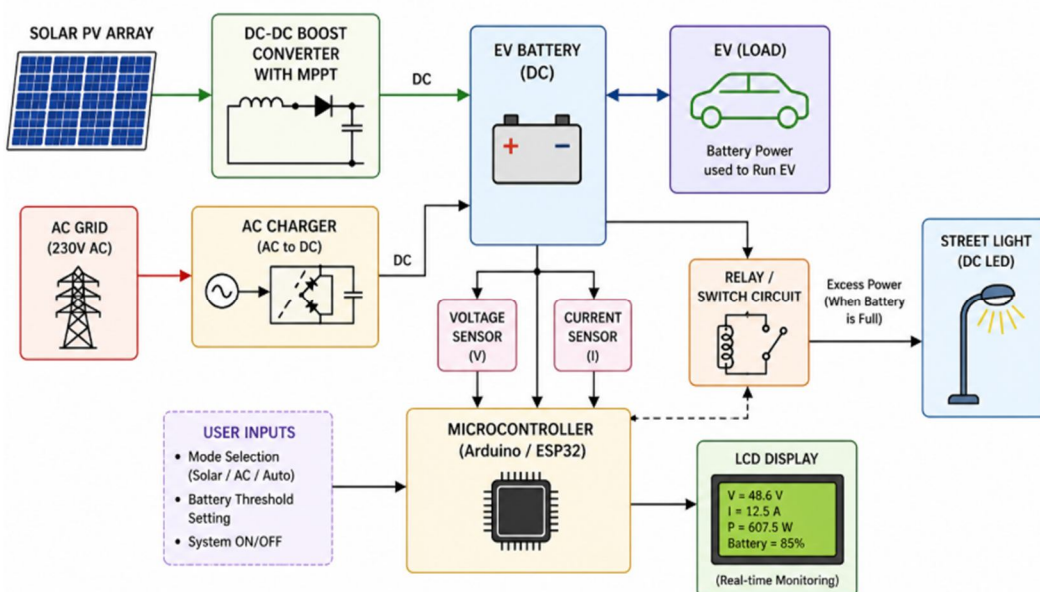 SOLAR PV ARRAY
DC-DC BOOST
CONVERTER
WITH MPPT
DC
EV BATTERY
(DC)
+ −
EV (LOAD)
Battery Power
used to Run EV
AC GRID
(230V AC)
AC CHARGER
(AC to DC)
DC
VOLTAGE
SENSOR
(V)
CURRENT
SENSOR
(I)
RELAY /
SWITCH CIRCUIT
Excess Power
(When Battery
is Full)
STREET LIGHT
(DC LED)
USER INPUTS
• Mode Selection
(Solar / AC / Auto)
• Battery Threshold
Setting
• System ON/OFF
MICROCONTROLLER
(Arduino / ESP32)
LCD DISPLAY
V = 48.6 V
I = 12.5 A
P = 607.5 W
Battery = 85%
(Real-time Monitoring)